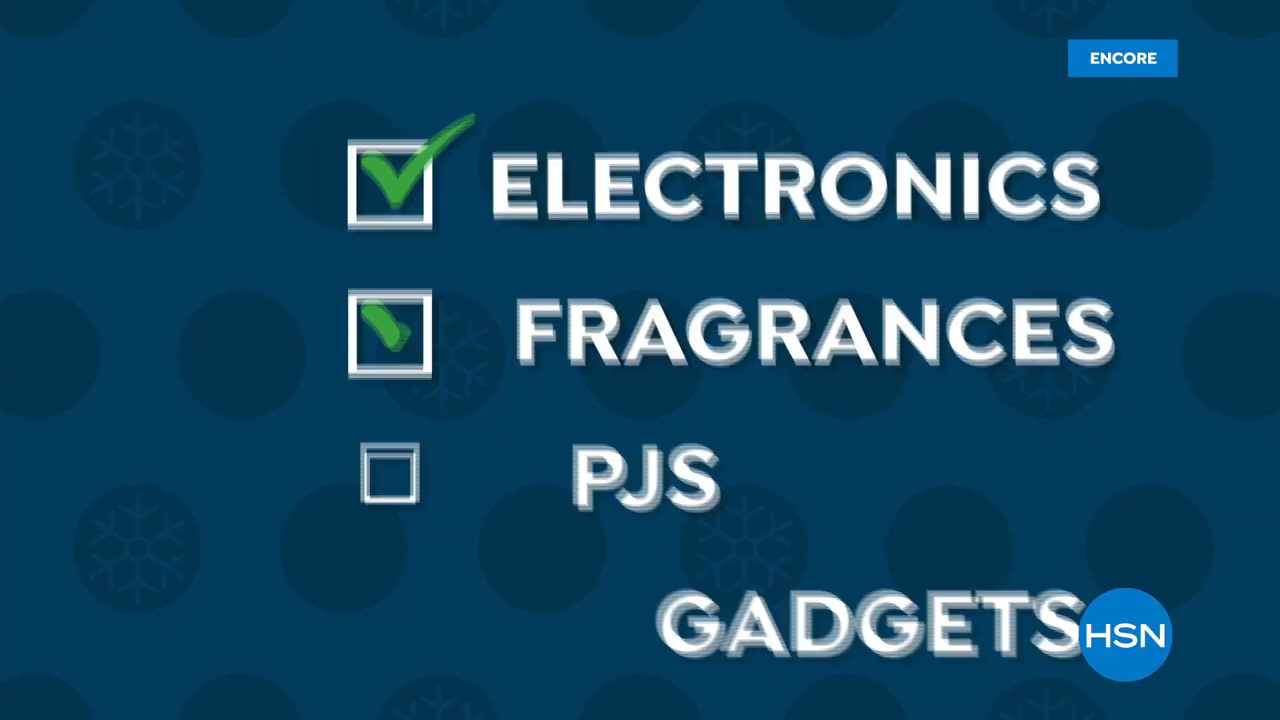 ENCORE
ELECTRONICS
FRAGRANCES
PJS
GADGETS
HSN